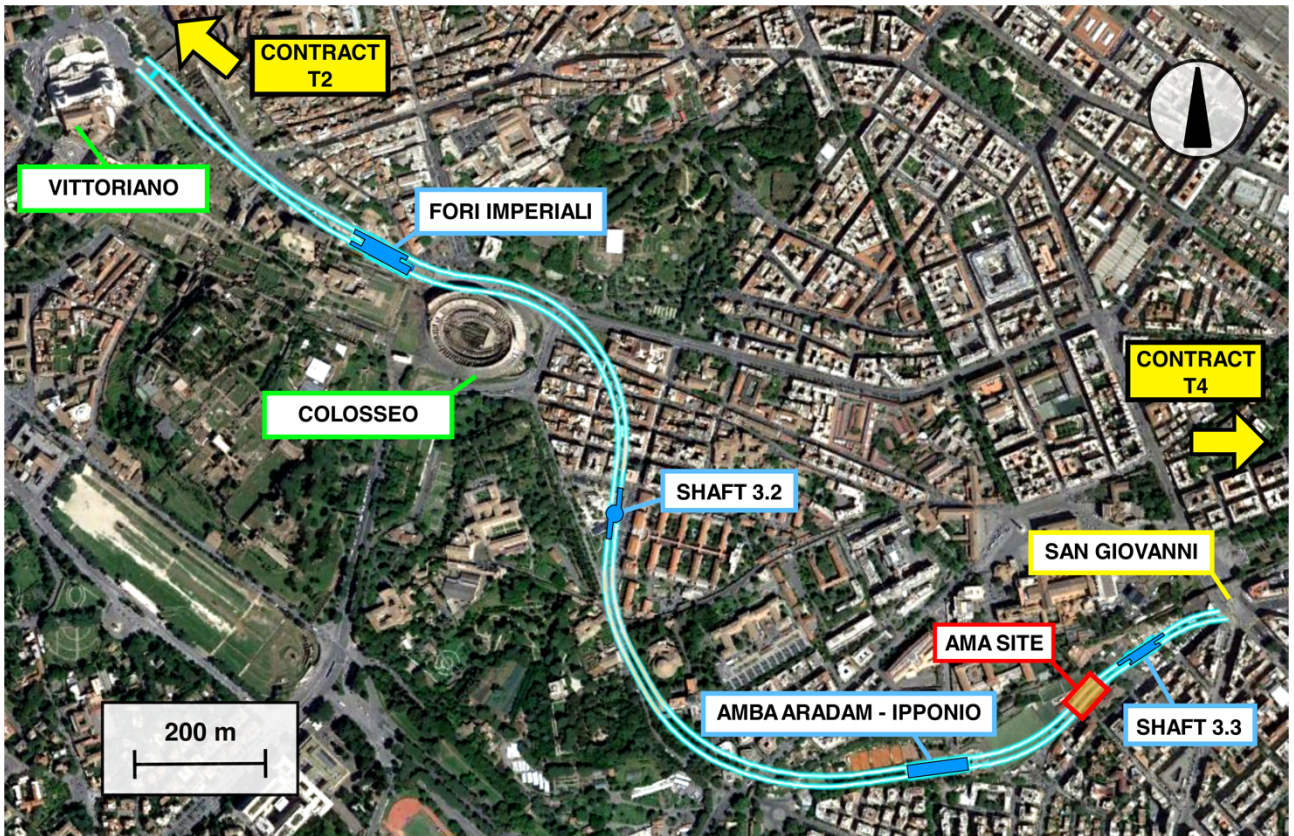 CONTRACT
T2
VITTORIANO
FORI IMPERIALI
CONTRACT
T4
COLOSSEO
SHAFT 3.2
SAN GIOVANNI
AMA SITE
AMBA ARADAM - IPPONIO
SHAFT 3.3
200 m